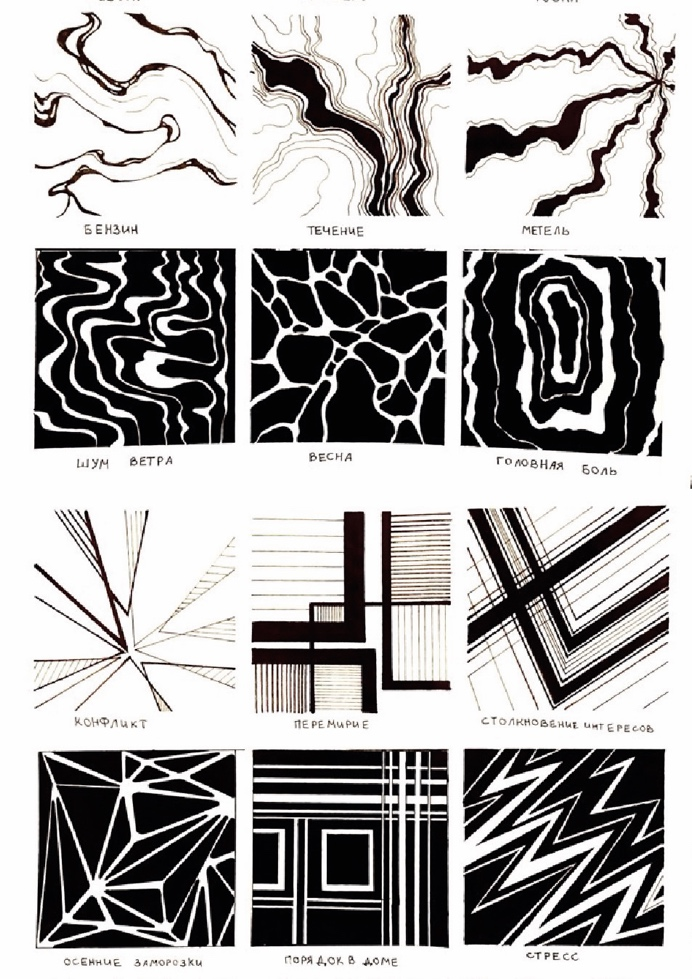 БЕНЗИН
ТЕЧЕНИЕ
МЕТЕЛЬ
ШУМ ВЕТРА
ВЕСНА
ГОЛОВНАЯ БОЛЬ
КОНФЛИКТ
ПЕРЕМИРИЕ
СТОЛКНОВЕНИЕ ИНТЕРЕСОВ
ОСЕННИЕ ЗАМОРОЗКИ
ПОРЯДОК В ДОМЕ
СТРЕСС